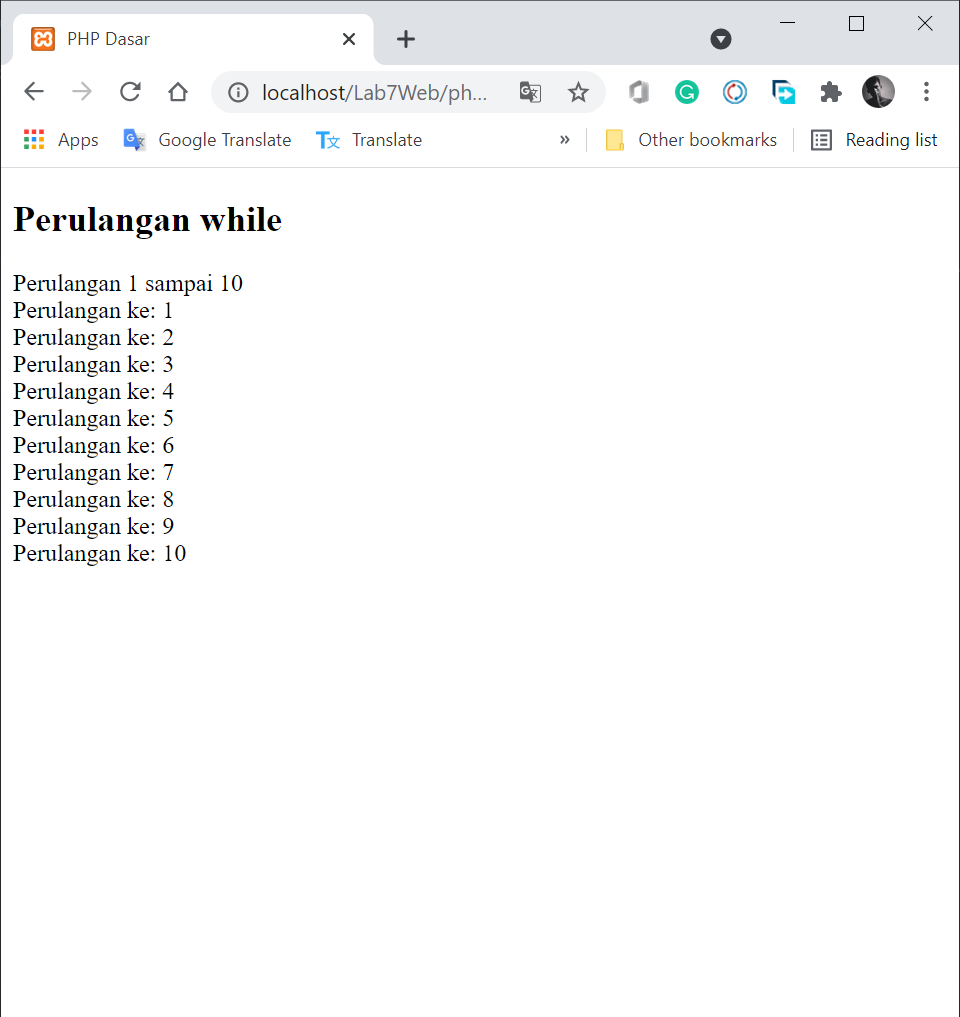 PHP Dasar
localhost/Lab7Web/ph...
Apps Google Translate Translate » Other bookmarks Reading list
Perulangan while
Perulangan 1 sampai 10
Perulangan ke: 1
Perulangan ke: 2
Perulangan ke: 3
Perulangan ke: 4
Perulangan ke: 5
Perulangan ke: 6
Perulangan ke: 7
Perulangan ke: 8
Perulangan ke: 9
Perulangan ke: 10